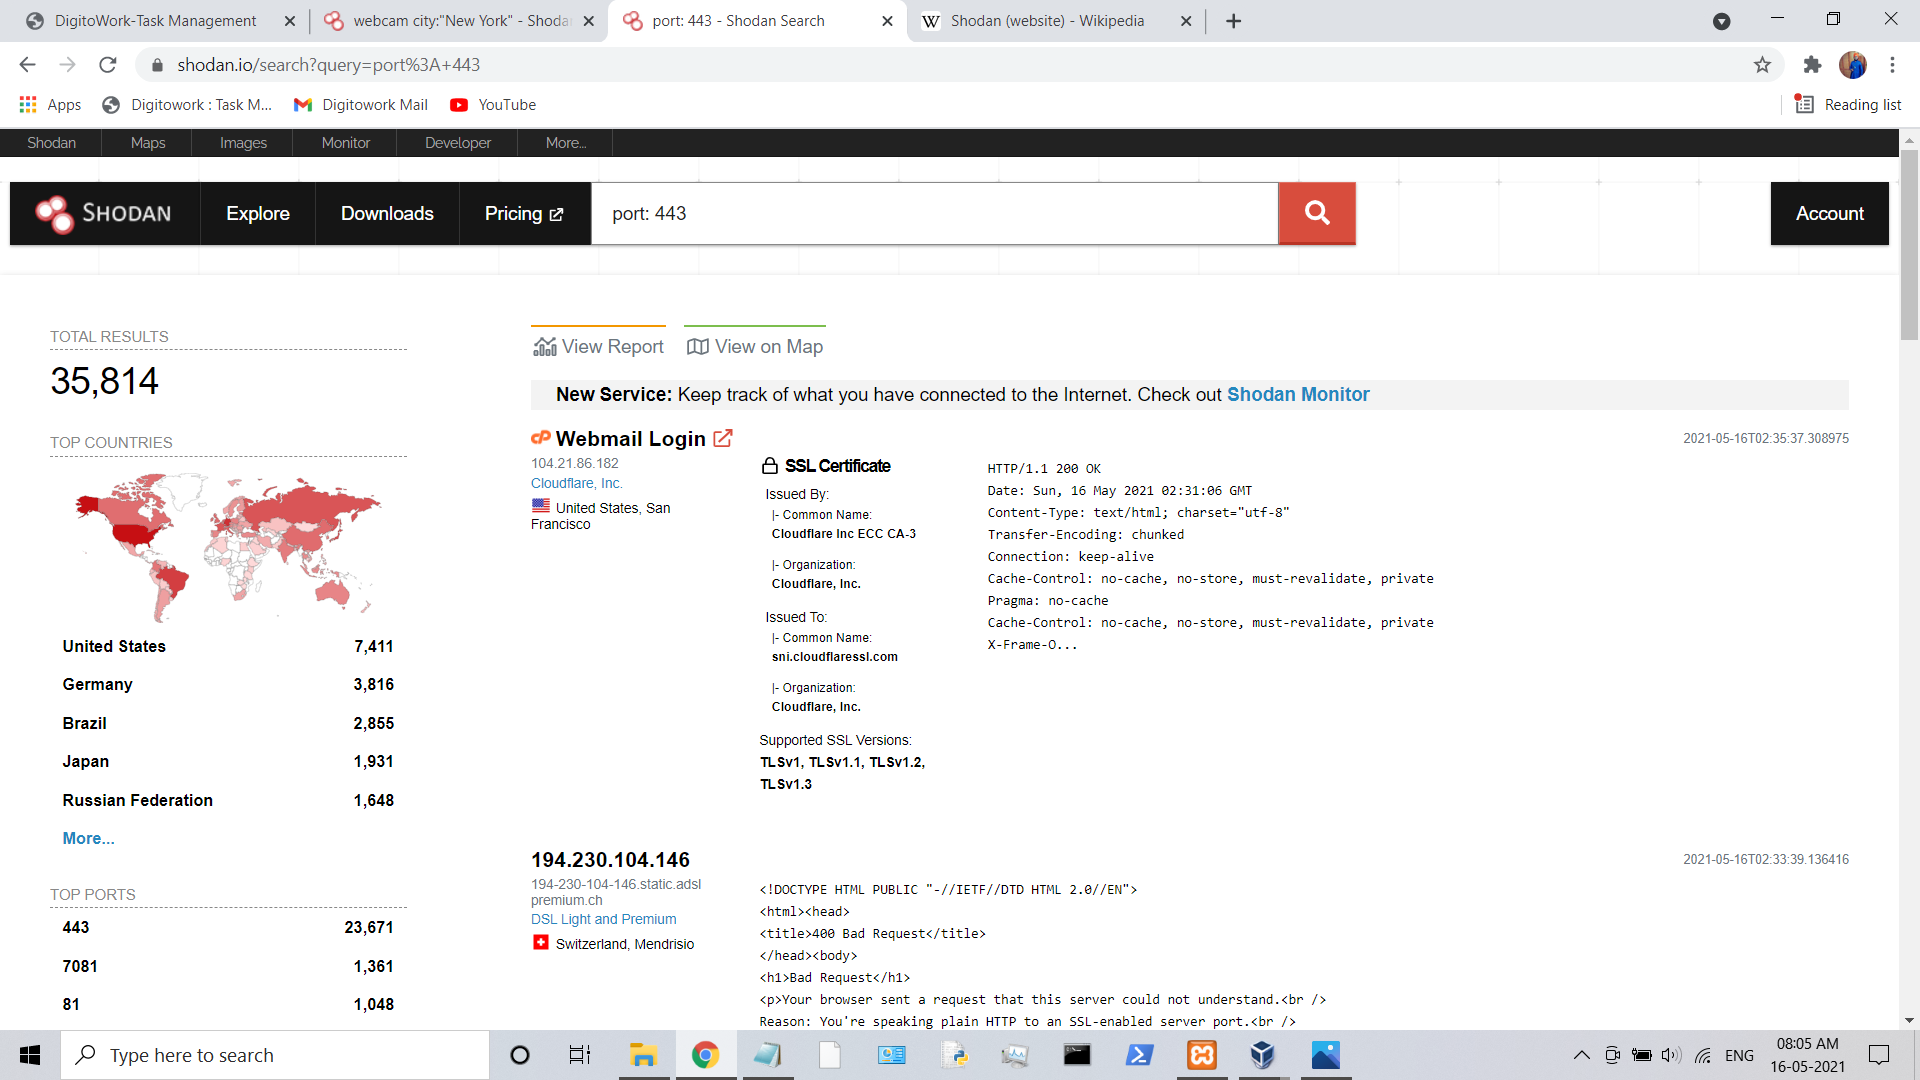 DigitoWork-Task Management
webcam city:"New York" - Shodan
port: 443 - Shodan Search
Shodan (website) - Wikipedia
shodan.io/search?query=port%3A+443
Apps
Digitowork : Task M...
Digitowork Mail
YouTube
Reading list
Shodan
Maps
Images
Monitor
Developer
More...
SHODAN
Explore
Downloads
Pricing
port: 443
Account
TOTAL RESULTS
35,814
TOP COUNTRIES
United States 7,411
Germany 3,816
Brazil 2,855
Japan 1,931
Russian Federation 1,648
More...
TOP PORTS
443 23,671
7081 1,361
81 1,048
View Report
View on Map
New Service: Keep track of what you have connected to the Internet. Check out Shodan Monitor
Webmail Login
2021-05-16T02:35:37.308975
104.21.86.182
Cloudflare, Inc.
United States, San
Francisco
SSL Certificate
Issued By:
|- Common Name:
Cloudflare Inc ECC CA-3
|- Organization:
Cloudflare, Inc.
Issued To:
|- Common Name:
sni.cloudflaressl.com
|- Organization:
Cloudflare, Inc.
Supported SSL Versions:
TLSv1, TLSv1.1, TLSv1.2,
TLSv1.3
HTTP/1.1 200 OK
Date: Sun, 16 May 2021 02:31:06 GMT
Content-Type: text/html; charset="utf-8"
Transfer-Encoding: chunked
Connection: keep-alive
Cache-Control: no-cache, no-store, must-revalidate, private
Pragma: no-cache
Cache-Control: no-cache, no-store, must-revalidate, private
X-Frame-O...
194.230.104.146
2021-05-16T02:33:39.136416
194-230-104-146.static.adsl
premium.ch
DSL Light and Premium
Switzerland, Mendrisio
<!DOCTYPE HTML PUBLIC "-//IETF//DTD HTML 2.0//EN">
<html><head>
<title>400 Bad Request</title>
</head><body>
<h1>Bad Request</h1>
<p>Your browser sent a request that this server could not understand.<br />
Reason: You're speaking plain HTTP to an SSL-enabled server port.<br />
Type here to search
ENG
08:05 AM
16-05-2021